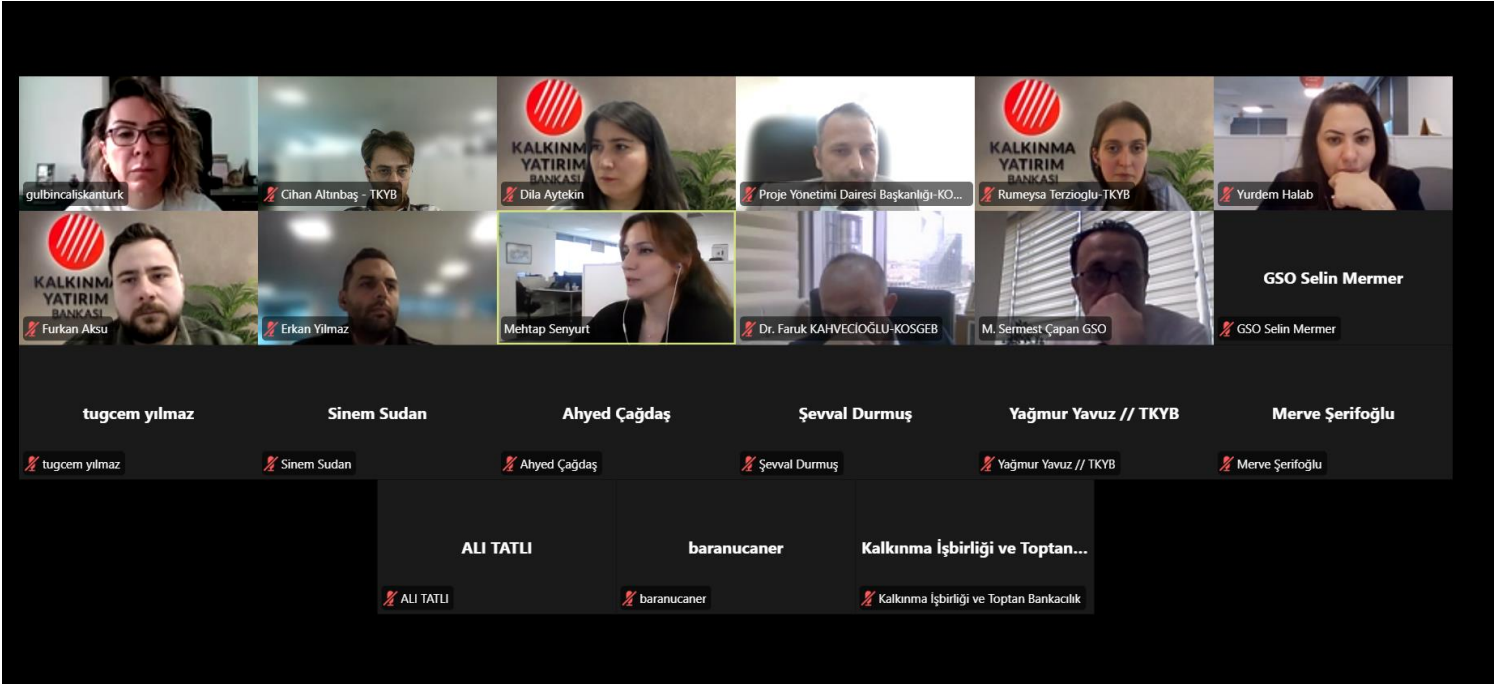 KALKINMA
YATIRIM
BANKASI
KALKINMA
YATIRIM
BANKASI
gulbincaliskanturk
Cihan Altınbaş - TKYB
Dila Aytekin
Proje Yönetimi Dairesi Başkanlığı-KO...
Rumeysa Terzioglu-TKYB
Yurdem Halab
KALKINMA
YATIRIM
BANKASI
GSO Selin Mermer
Furkan Aksu
Erkan Yilmaz
Mehtap Senyurt
Dr. Faruk KAHVECİOĞLU-KOSGEB
M. Sermest Çapan GSO
GSO Selin Mermer
tugcem yılmaz
Sinem Sudan
Ahyed Çağdaş
Şevval Durmuş
Yağmur Yavuz // TKYB
Merve Şerifoğlu
tugcem yılmaz
Sinem Sudan
Ahyed Çağdaş
Şevval Durmuş
Yağmur Yavuz // TKYB
Merve Şerifoğlu
ALI TATLI
baranucaner
Kalkınma İşbirliği ve Toptan...
ALI TATLI
baranucaner
Kalkınma İşbirliği ve Toptan Bankacılık